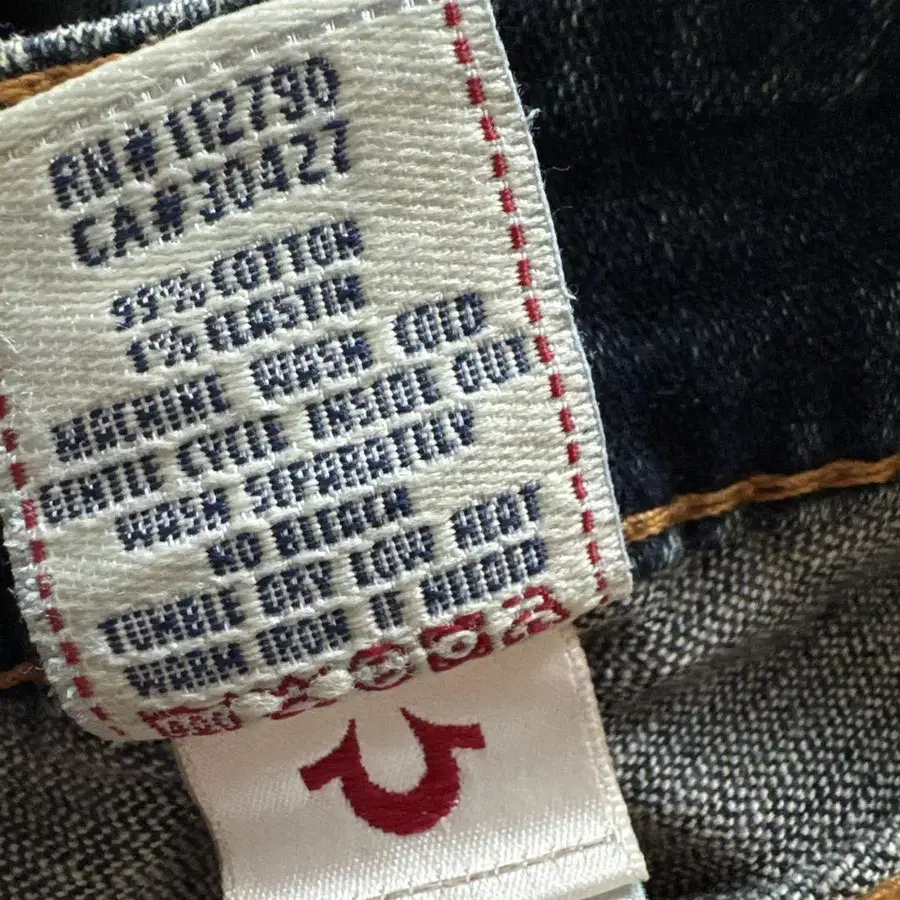 RN#112790
CA#30427
99% COTTON
1% ELASTIN
MACHINE WASH COLD
GNTLE CYCLE INSIDE OUT
WASH SEPARATELY
NO BLEACH
TUMBLE DRY LOW HEAT
WARM IRON IF NEEDED